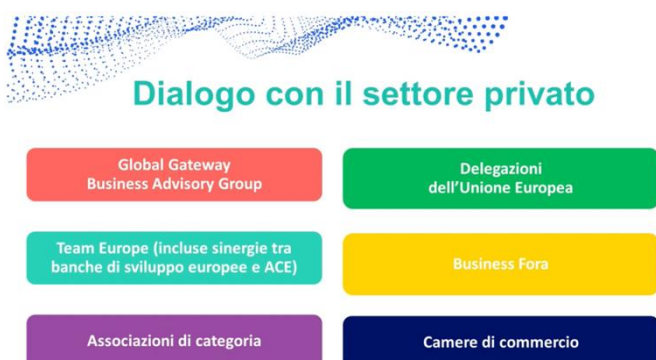 Dialogo con il settore privato
Global Gateway
Business Advisory Group
Delegazioni
dell'Unione Europea
Team Europe (incluse sinergie tra
banche di sviluppo europee e ACE)
Business Fora
Associazioni di categoria
Camere di commercio